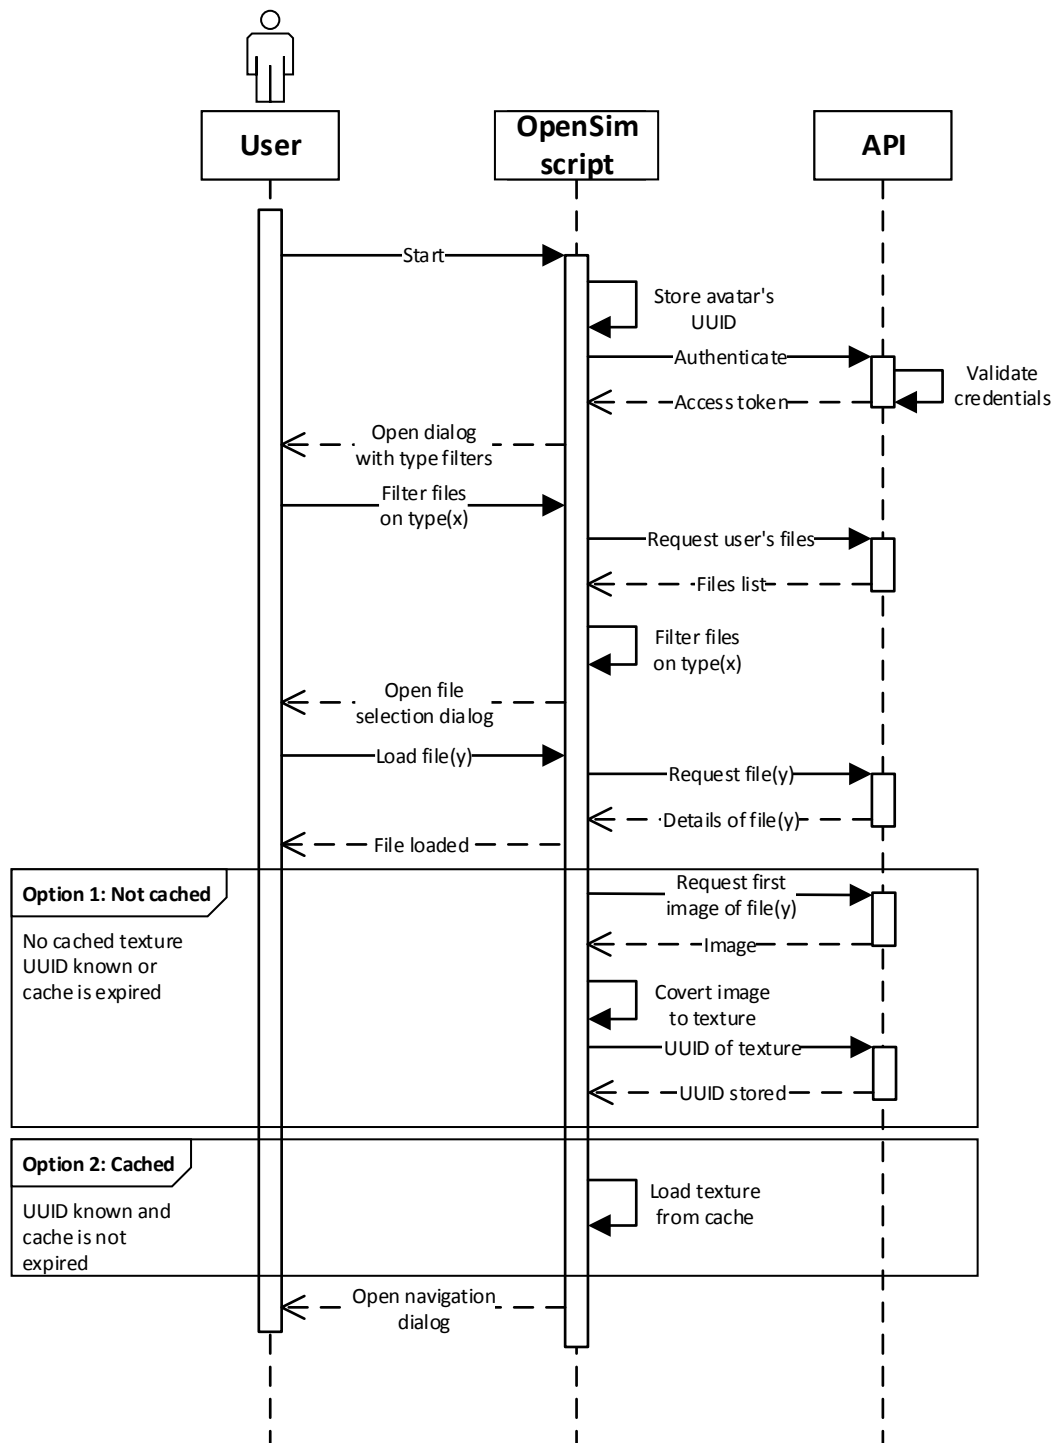 User
OpenSim
script
API
Start
Store avatar's
UUID
Authenticate
Validate
credentials
Access token
Open dialog
with type filters
Filter files
on type(x)
Request user's files
Files list
Filter files
on type(x)
Open file
selection dialog
Load file(y)
Request file(y)
Details of file(y)
File loaded
Option 1: Not cached
No cached texture
UUID known or
cache is expired
Request first
image of file(y)
Image
Covert image
to texture
UUID of texture
UUID stored
Option 2: Cached
UUID known and
cache is not
expired
Load texture
from cache
Open navigation
dialog